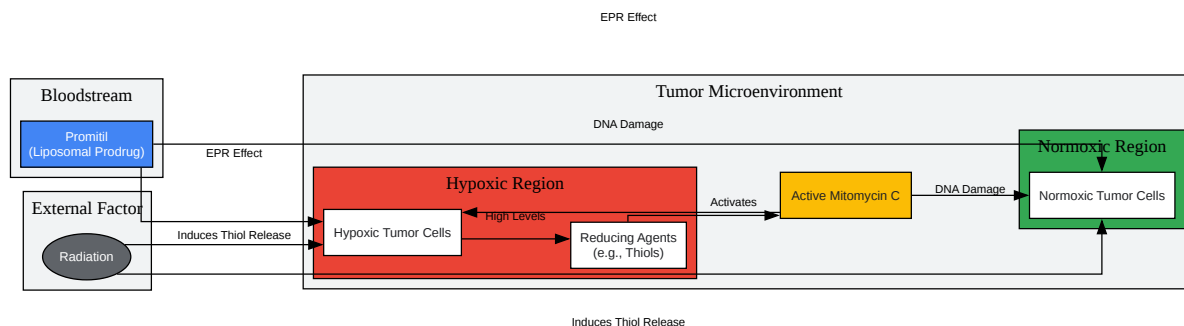 EPR Effect
Bloodstream
Tumor Microenvironment
Promitil
(Liposomal Prodrug)
DNA Damage
EPR Effect
Normoxic Region
Hypoxic Region
Active Mitomycin C
Activates
DNA Damage
Normoxic Tumor Cells
External Factor
Radiation
Induces Thiol Release
Hypoxic Tumor Cells
High Levels
Reducing Agents
(e.g., Thiols)
Induces Thiol Release